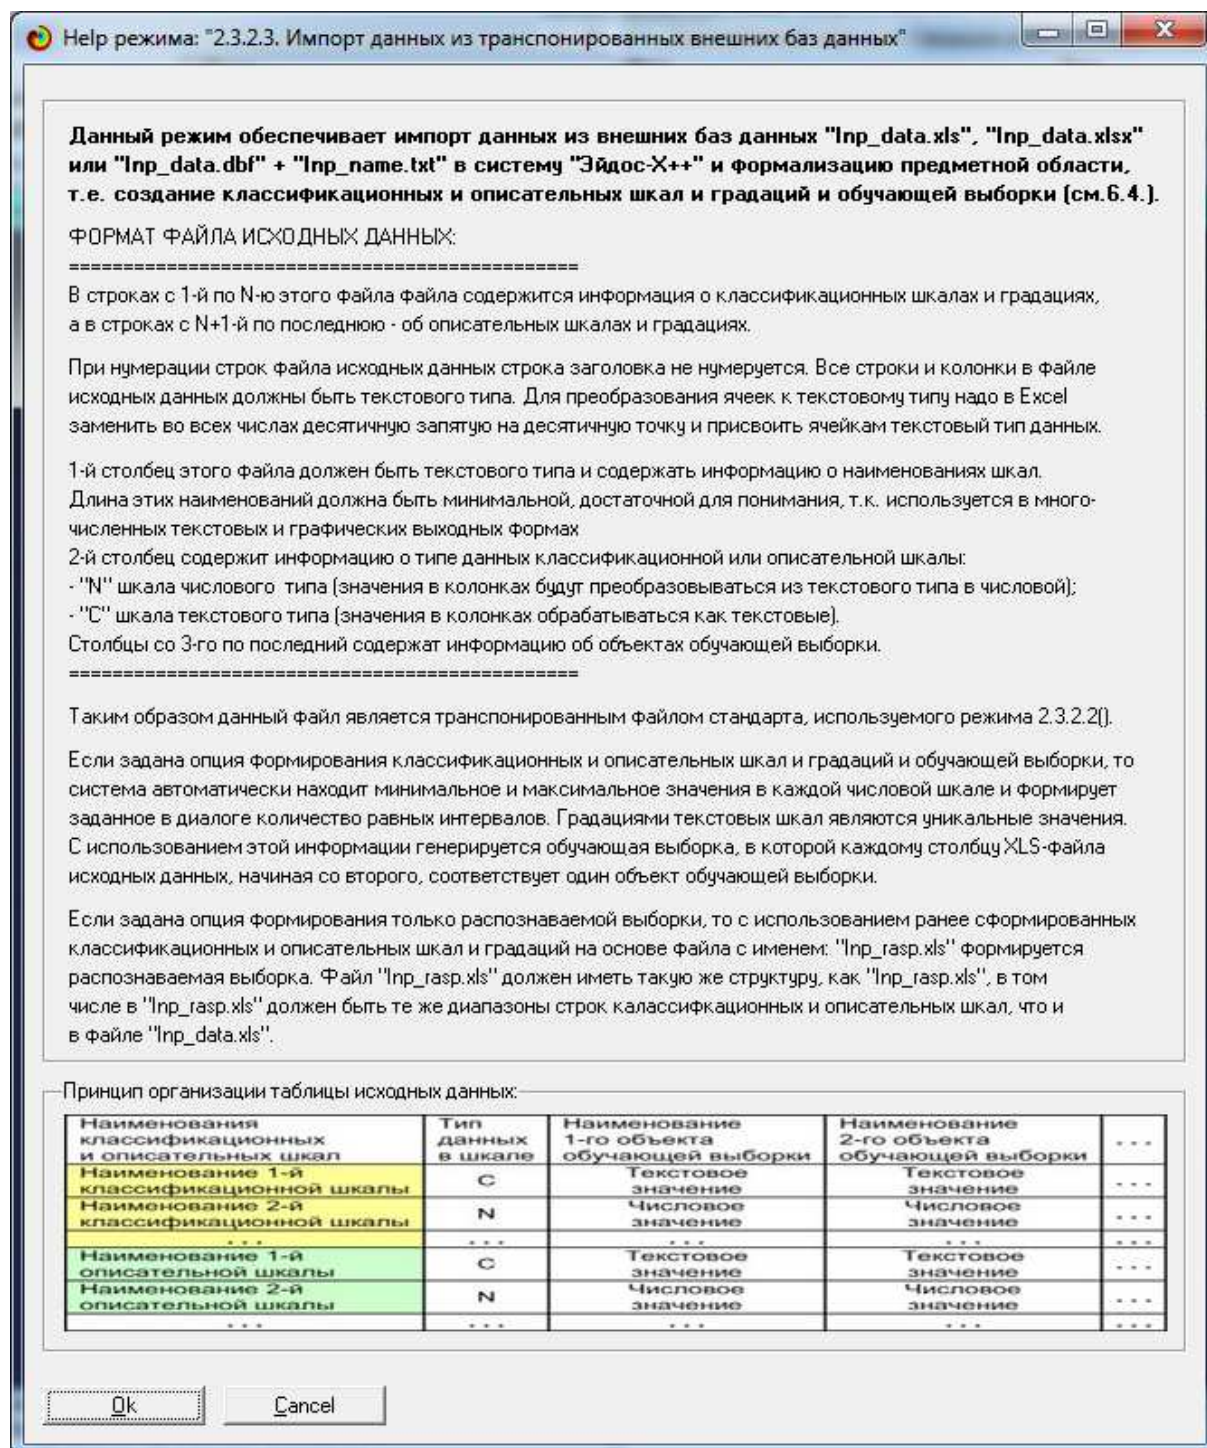 Help режима: "2.3.2.3. Импорт данных из транспонированных внешних баз данных"
Данный режим обеспечивает импорт данных из внешних баз данных "Inp_data.xls", "Inp_data.xlsx"
или "Inp_data.dbf" + "Inp_name.txt" в систему "Эйдос-X++" и формализацию предметной области,
т.е. создание классификационных и описательных шкал и градаций и обучающей выборки (см.6.4.).
ФОРМАТ ФАЙЛА ИСХОДНЫХ ДАННЫХ:
===============================================
В строках с 1-й по N-ю этого файла файла содержится информация о классификационных шкалах и градациях,
а в строках с N+1-й по последнюю - об описательных шкалах и градациях.
При нумерации строк файла исходных данных строка заголовка не нумеруется. Все строки и колонки в файле
исходных данных должны быть текстового типа. Для преобразования ячеек к текстовому типу надо в Excel
заменить во всех числах десятичную запятую на десятичную точку и присвоить ячейкам текстовый тип данных.
1-й столбец этого файла должен быть текстового типа и содержать информацию о наименованиях шкал.
Длина этих наименований должна быть минимальной, достаточной для понимания, т.к. используется в много-
численных текстовых и графических выходных формах
2-й столбец содержит информацию о типе данных классификационной или описательной шкалы:
- "N" шкала числового типа (значения в колонках будут преобразовываться из текстового типа в числовой);
- "C" шкала текстового типа (значения в колонках обрабатываться как текстовые).
Столбцы со 3-го по последний содержат информацию об объектах обучающей выборки.
===============================================
Таким образом данный файл является транспонированным файлом стандарта, используемого режима 2.3.2.2().
Если задана опция формирования классификационных и описательных шкал и градаций и обучающей выборки, то
система автоматически находит минимальное и максимальное значения в каждой числовой шкале и формирует
заданное в диалоге количество равных интервалов. Градациями текстовых шкал являются уникальные значения.
С использованием этой информации генерируется обучающая выборка, в которой каждому столбцу XLS-файла
исходных данных, начиная со второго, соответствует один объект обучающей выборки.
Если задана опция формирования только распознаваемой выборки, то с использованием ранее сформированных
классификационных и описательных шкал и градаций на основе файла с именем: "Inp_rasp.xls" формируется
распознаваемая выборка. Файл "Inp_rasp.xls" должен иметь такую же структуру, как "Inp_rasp.xls", в том
числе в "Inp_rasp.xls" должен быть те же диапазоны строк калассифкационных и описательных шкал, что и
в файле "Inp_data.xls".
Принцип организации таблицы исходных данных:
Наименования классификационных и описательных шкал Тип данных в шкале Наименование 1-го объекта обучающей выборки Наименование 2-го объекта обучающей выборки ...
Наименование 1-й классификационной шкалы C Текстовое значение Текстовое значение ...
Наименование 2-й классификационной шкалы N Числовое значение Числовое значение ...
... ... ... ... ...
Наименование 1-й описательной шкалы C Текстовое значение Текстовое значение ...
Наименование 2-й описательной шкалы N Числовое значение Числовое значение ...
... ... ... ... ...
Ok Cancel